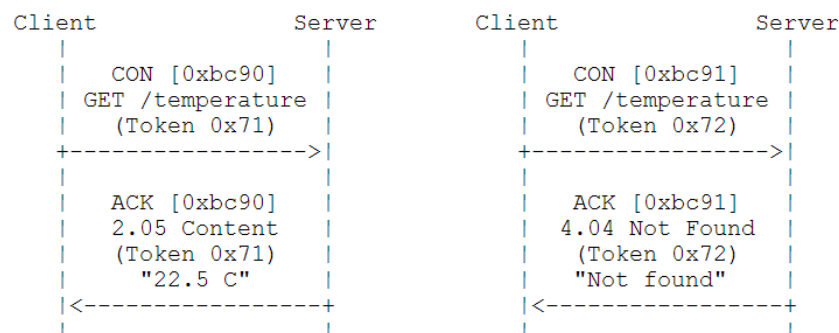 Client Server Client Server
CON [0xbc90] CON [0xbc91]
GET /temperature GET /temperature
(Token 0x71) (Token 0x72)
ACK [0xbc90] ACK [0xbc91]
2.05 Content 4.04 Not Found
(Token 0x71) (Token 0x72)
"22.5 C" "Not found"